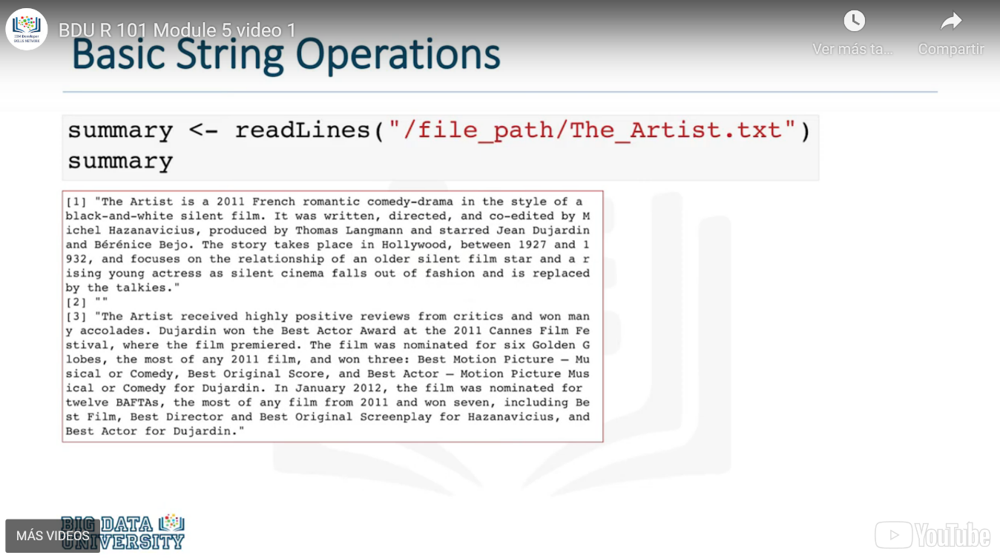 BDU R 101 Module 5 video 1
Ver más ta...
Compartir
Basic String Operations
summary <- readLines("/file_path/The_Artist.txt")
summary
[1] "The Artist is a 2011 French romantic comedy-drama in the style of a
black-and-white silent film. It was written, directed, and co-edited by M
ichel Hazanavicius, produced by Thomas Langmann and starred Jean Dujardin
and Bérénice Bejo. The story takes place in Hollywood, between 1927 and 1
932, and focuses on the relationship of an older silent film star and a r
ising young actress as silent cinema falls out of fashion and is replaced
by the talkies."
[2] ""
[3] "The Artist received highly positive reviews from critics and won man
y accolades. Dujardin won the Best Actor Award at the 2011 Cannes Film Fe
stival, where the film premiered. The film was nominated for six Golden G
lobes, the most of any 2011 film, and won three: Best Motion Picture – Mu
sical or Comedy, Best Original Score, and Best Actor – Motion Picture Mus
ical or Comedy for Dujardin. In January 2012, the film was nominated for
twelve BAFTAs, the most of any film from 2011 and won seven, including Be
st Film, Best Director and Best Original Screenplay for Hazanavicius, and
Best Actor for Dujardin."
BIG DATA
UNIVERSITY
MÁS VIDEOS
YouTube
IBM Developer
SKILLS NETWORK